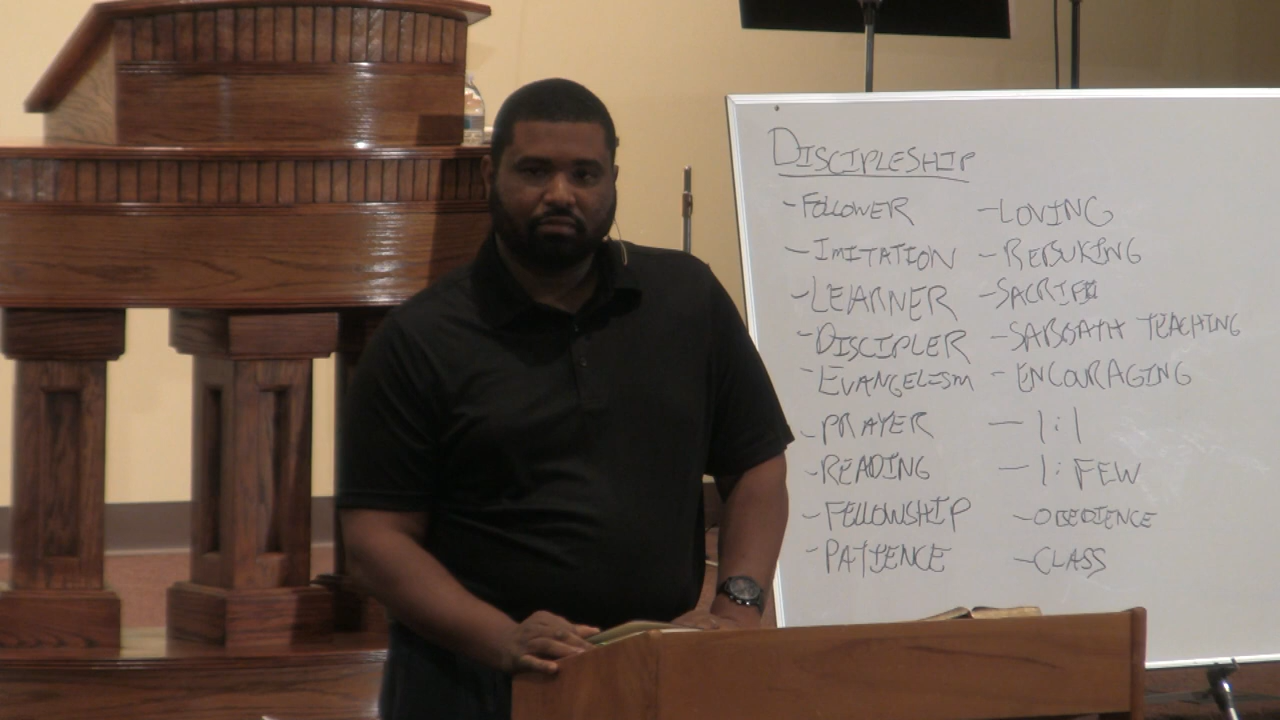 DISCIPLESHIP
- FOLLOWER
- IMITATION
- LEARNER
- DISCIPLER
- EVANGELISM
- PRAYER
- READING
- FELLOWSHIP
- PATIENCE
- LOVING
- REBUKING
- SABBATH TEACHING
- ENCOURAGING
- 1:1
- 1: FEW
- OBEDIENCE
- CLASS